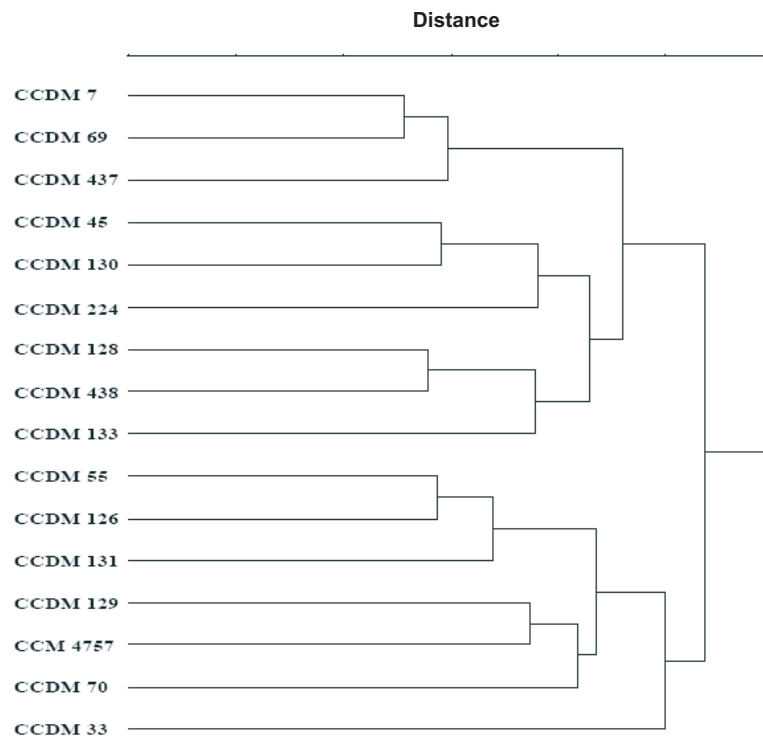 Distance
CCDM 7
CCDM 69
CCDM 437
CCDM 45
CCDM 130
CCDM 224
CCDM 128
CCDM 438
CCDM 133
CCDM 55
CCDM 126
CCDM 131
CCDM 129
CCM 4757
CCDM 70
CCDM 33